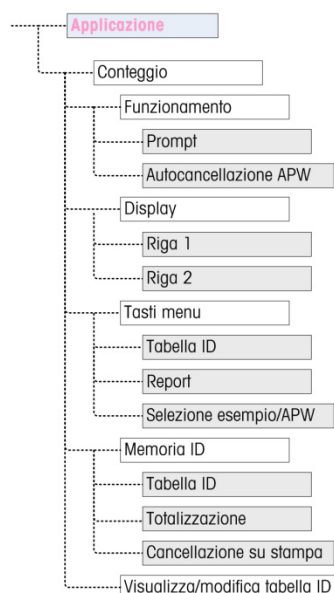 Applicazione
Conteggio
Funzionamento
Prompt
Autocancellazione APW
Display
Riga 1
Riga 2
Tasti menu
Tabella ID
Report
Selezione esempio/APW
Memoria ID
Tabella ID
Totalizzazione
Cancellazione su stampa
Visualizza/modifica tabella ID